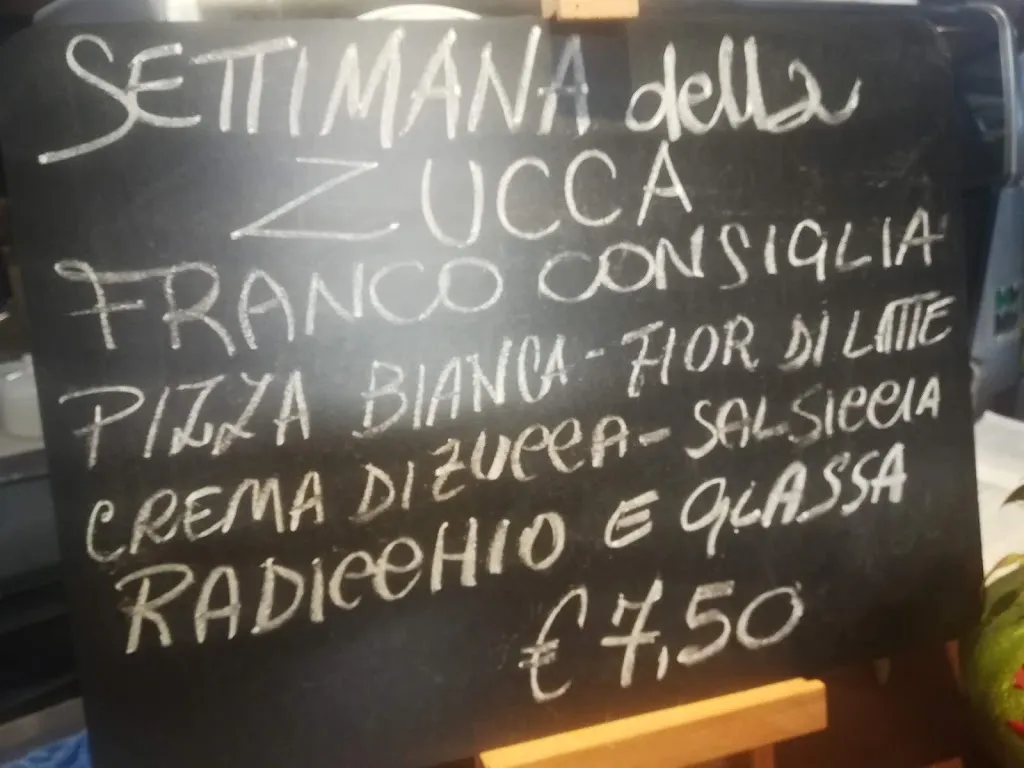 SETTIMANA della
ZUCCA
FRANCO CONSIGLIA
PIZZA BIANCA - FIOR DI LATTE
CREMA DI ZUCCA - SALSICCIA
RADICCHIO E GLASSA
€ 7,50